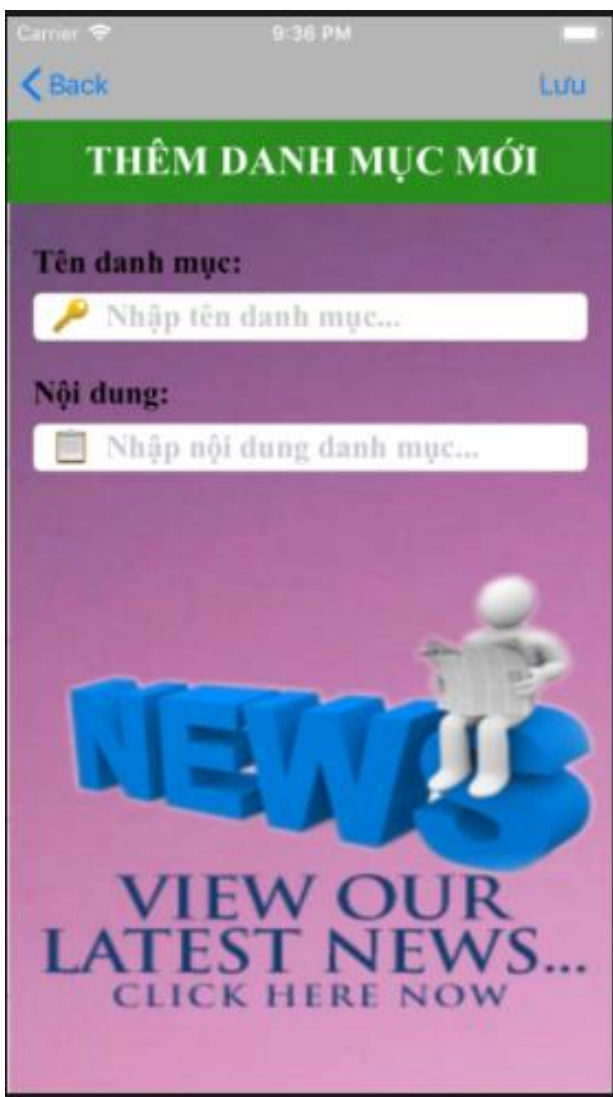 Carrier 9:36 PM
Back Lưu
THÊM DANH MỤC MỚI
Tên danh mục:
Nhập tên danh mục...
Nội dung:
Nhập nội dung danh mục...
NEWS
VIEW OUR
LATEST NEWS...
CLICK HERE NOW